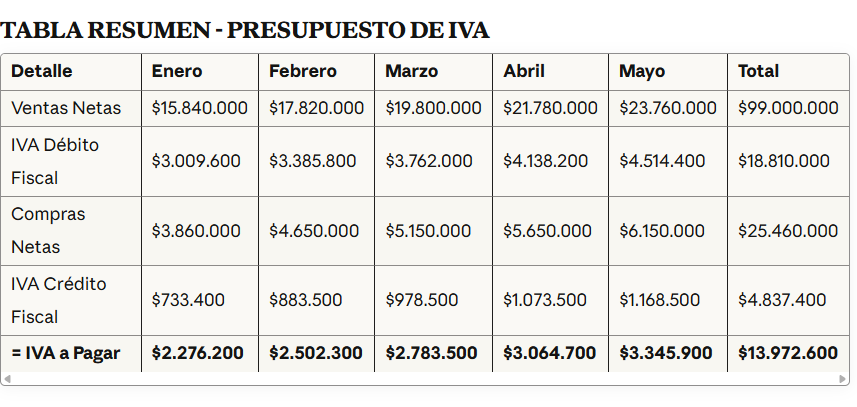 TABLA RESUMEN - PRESUPUESTO DE IVA
Detalle Enero Febrero Marzo Abril Mayo Total
Ventas Netas $15.840.000 $17.820.000 $19.800.000 $21.780.000 $23.760.000 $99.000.000
IVA Débito Fiscal $3.009.600 $3.385.800 $3.762.000 $4.138.200 $4.514.400 $18.810.000
Compras Netas $3.860.000 $4.650.000 $5.150.000 $5.650.000 $6.150.000 $25.460.000
IVA Crédito Fiscal $733.400 $883.500 $978.500 $1.073.500 $1.168.500 $4.837.400
= IVA a Pagar $2.276.200 $2.502.300 $2.783.500 $3.064.700 $3.345.900 $13.972.600